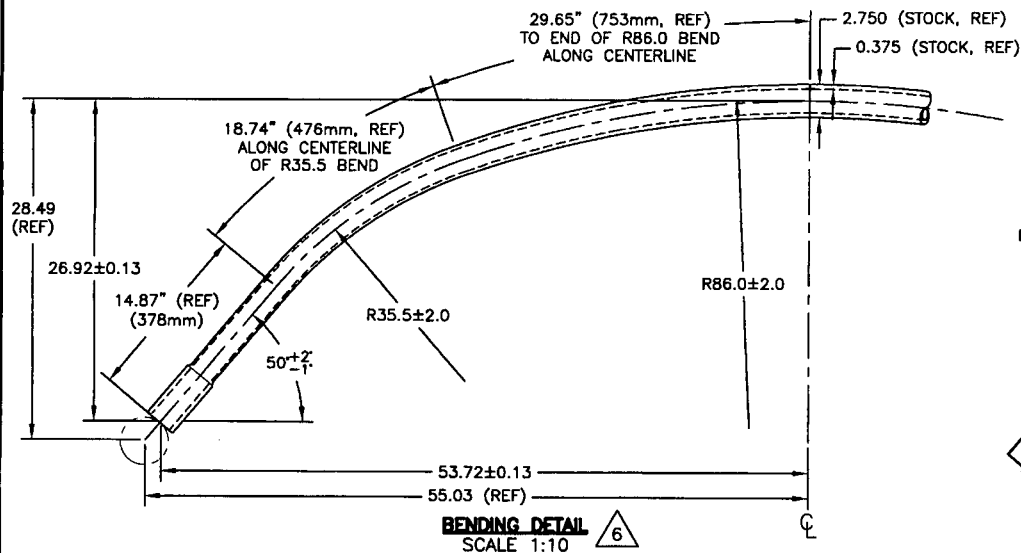 29.65" (753mm, REF)
TO END OF R86.0 BEND
ALONG CENTERLINE
2.750 (STOCK, REF)
0.375 (STOCK, REF)
18.74" (476mm, REF)
ALONG CENTERLINE
OF R35.5 BEND
28.49
(REF)
26.92±0.13
14.87" (REF)
(378mm)
R35.5±2.0
R86.0±2.0
50°+2°
-1°
53.72±0.13
55.03 (REF)
℄
BENDING DETAIL
6
SCALE 1:10